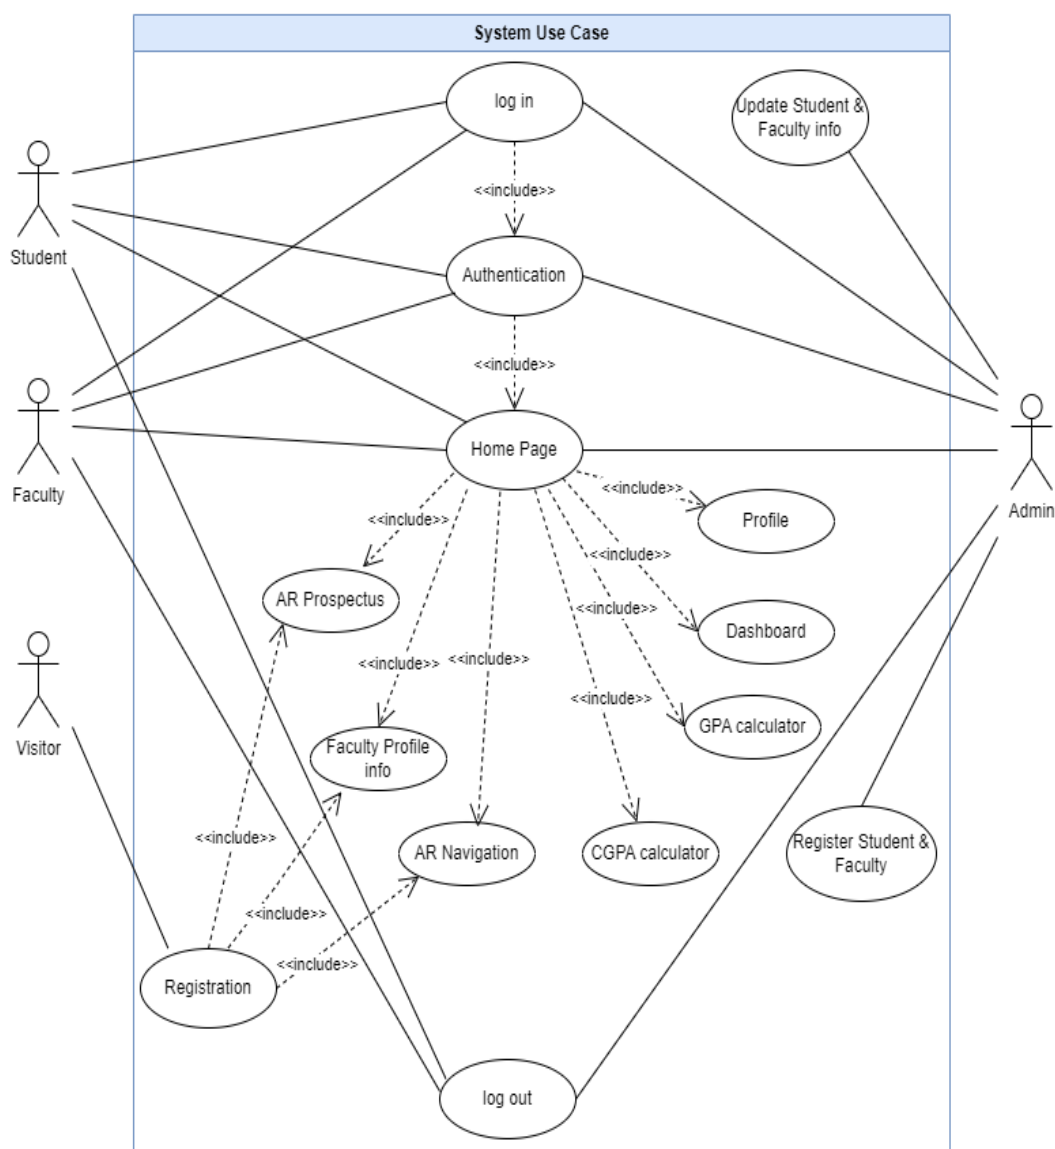 System Use Case
log in
Update Student &
Faculty info
<<include>>
Student
Authentication
<<include>>
Faculty
Home Page
Admin
<<include>>
Profile
<<include>>
<<include>>
AR Prospectus
<<include>>
Dashboard
<<include>>
<<include>>
<<include>>
GPA calculator
Visitor
Faculty Profile
info
<<include>>
AR Navigation
CGPA calculator
Register Student &
Faculty
<<include>>
<<include>>
Registration
log out